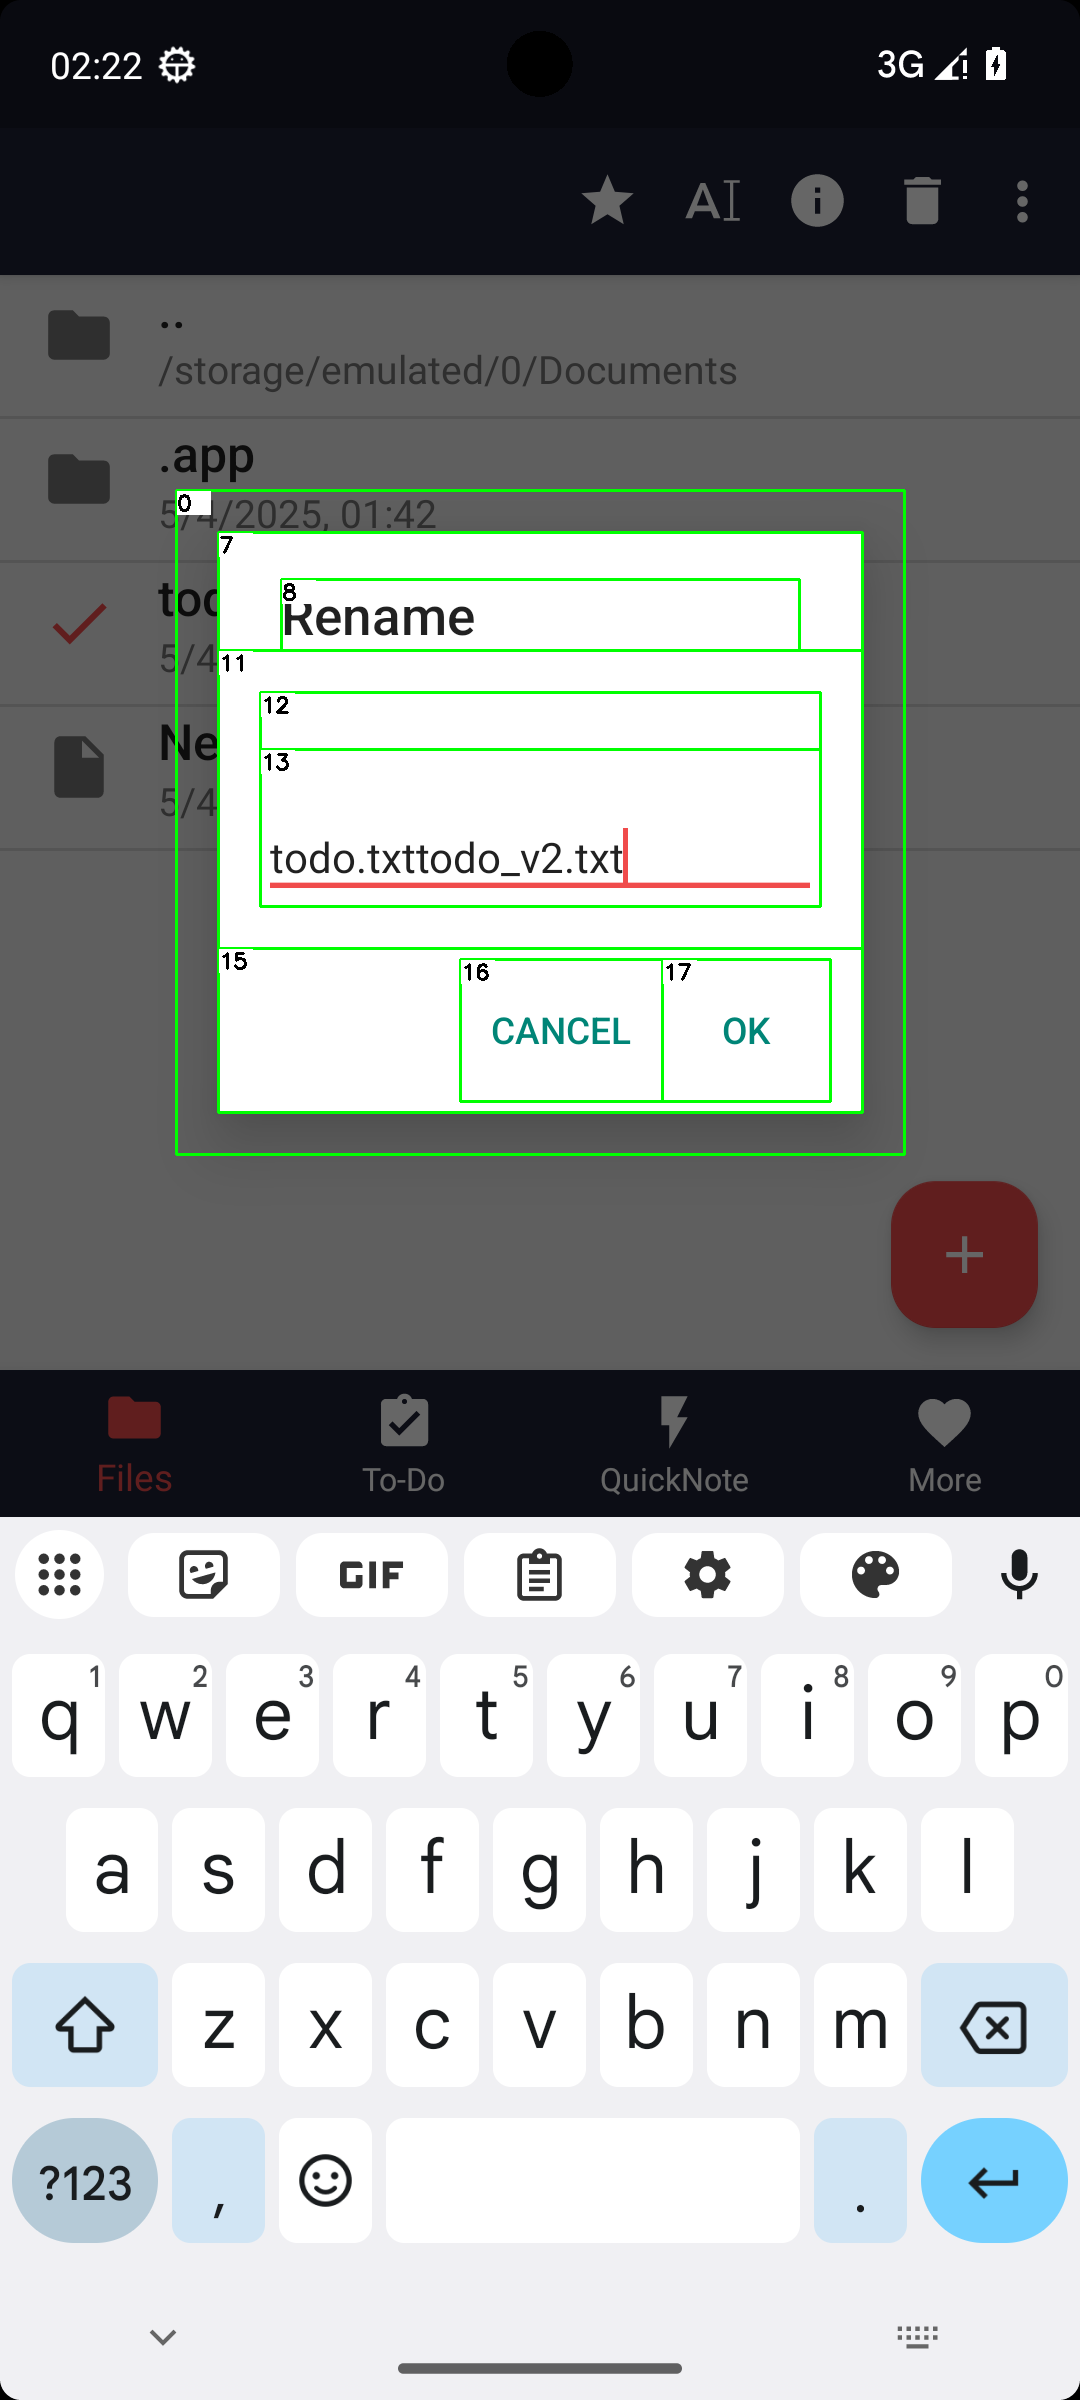 02:22
3G
..
/storage/emulated/0/Documents
.app
5/4/2025, 01:42
0
7
8
Rename
tod
5/4
11
12
Ne
13
5/4
todo.txttodo_v2.txt
15
16
17
CANCEL
OK
Files
To-Do
QuickNote
More
GIF
1 2 3 4 5 6 7 8 9 0
q w e r t y u i o p
a s d f g h j k l
z x c v b n m
?123 , .